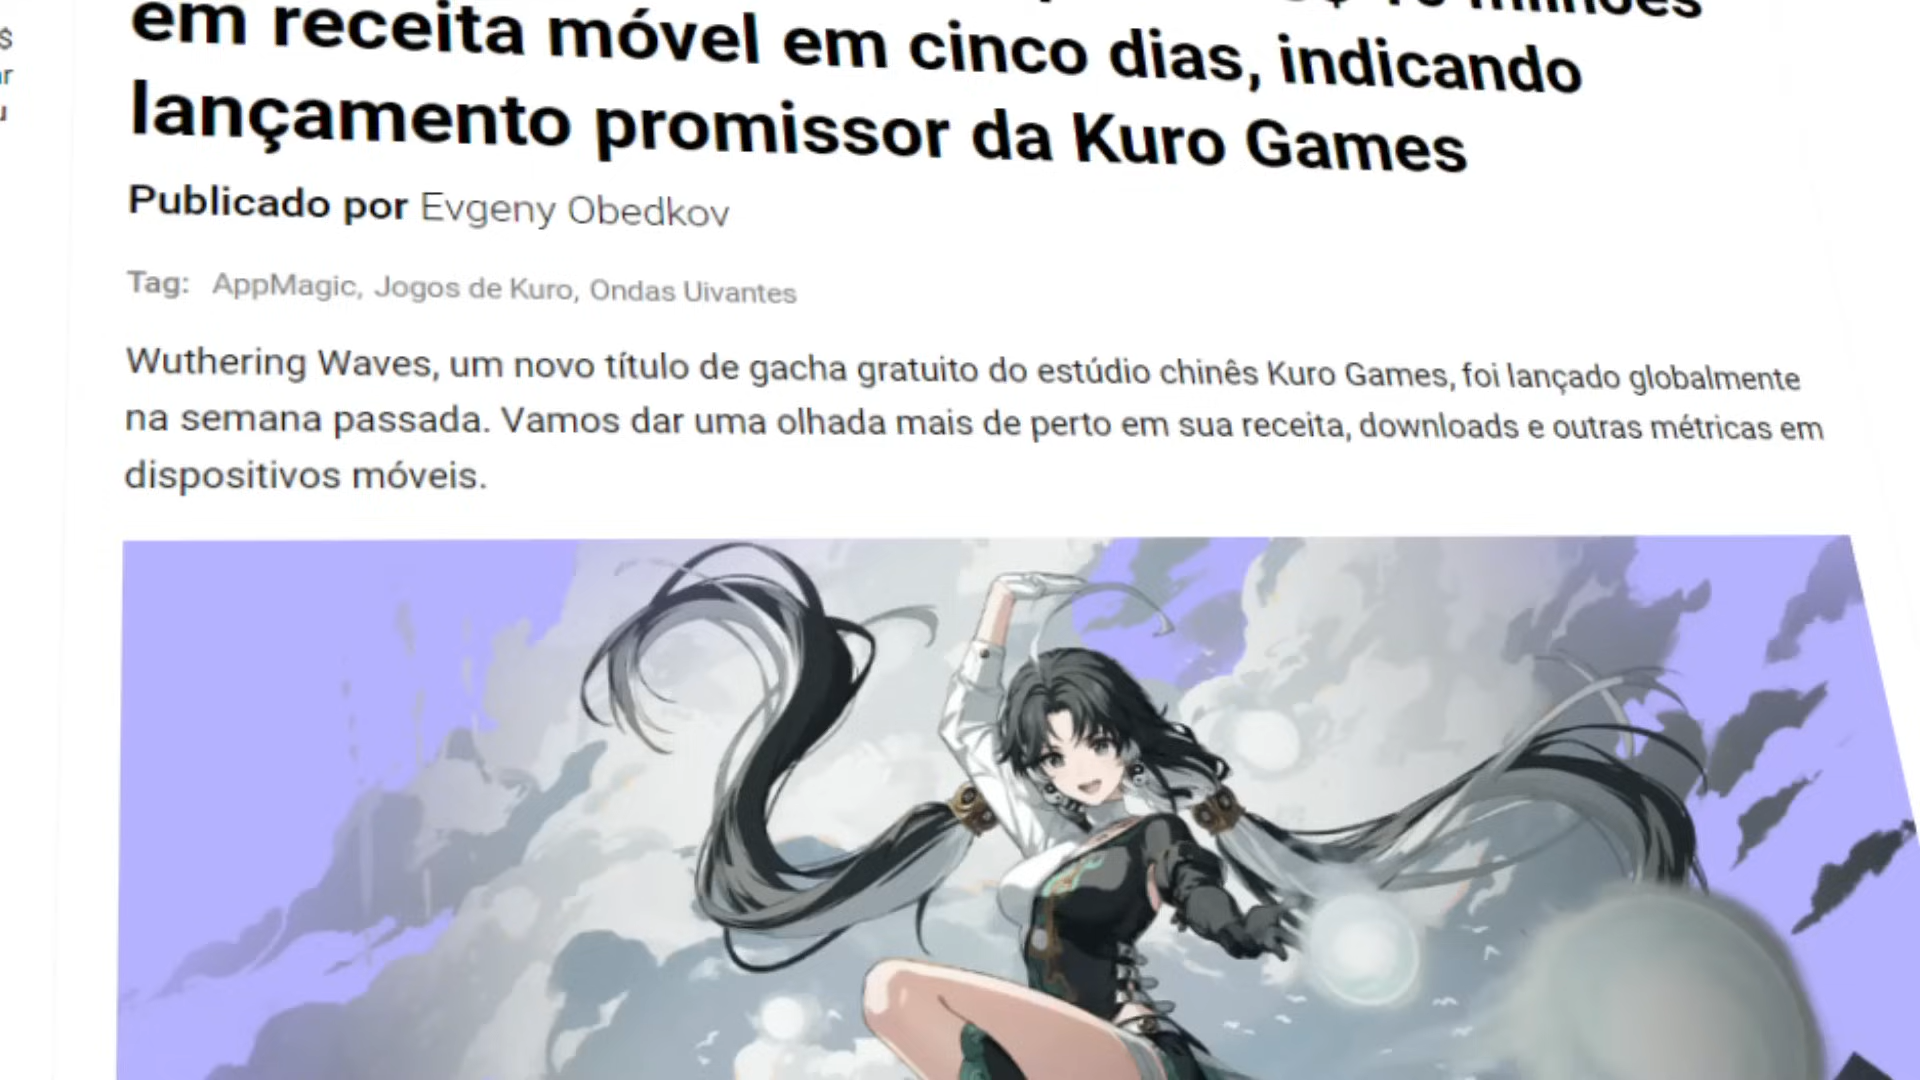 $
milhões
em receita móvel em cinco dias, indicando
lançamento promissor da Kuro Games
Publicado por Evgeny Obedkov
Tag: AppMagic, Jogos de Kuro, Ondas Uivantes
Wuthering Waves, um novo título de gacha gratuito do estúdio chinês Kuro Games, foi lançado globalmente
na semana passada. Vamos dar uma olhada mais de perto em sua receita, downloads e outras métricas em
dispositivos móveis.